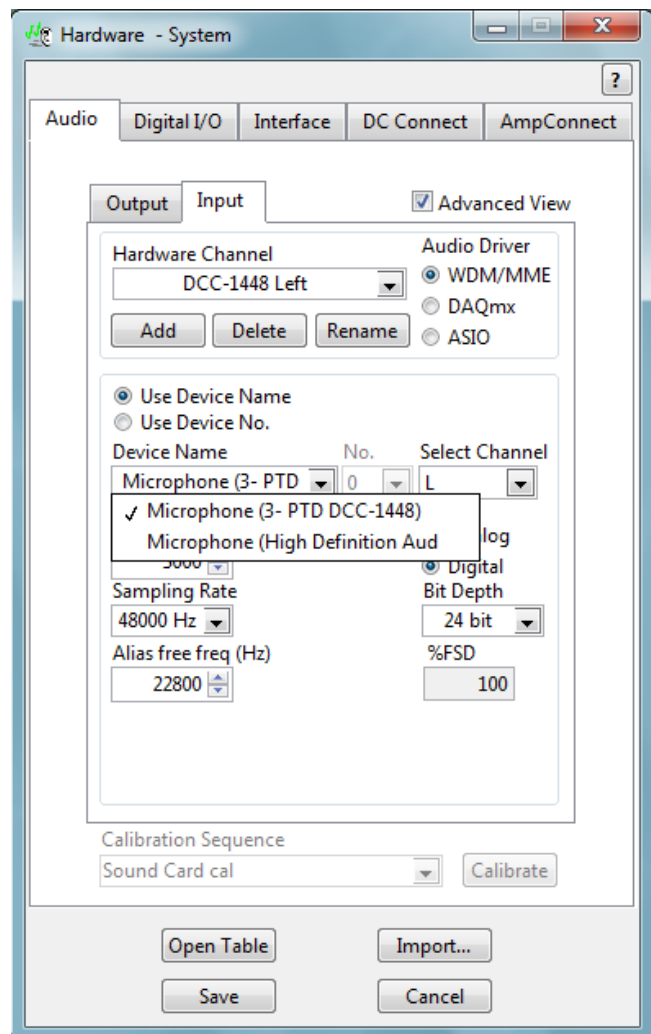 Hardware - System
?
Audio Digital I/O Interface DC Connect AmpConnect
Output Input Advanced View
Hardware Channel Audio Driver
DCC-1448 Left WDM/MME
DAQmx
Add Delete Rename ASIO
Use Device Name
Use Device No.
Device Name No. Select Channel
Microphone (3- PTD 0 L
✓ Microphone (3- PTD DCC-1448)
Microphone (High Definition Aud log
5000 Digital
Sampling Rate Bit Depth
48000 Hz 24 bit
Alias free freq (Hz) %FSD
22800 100
Calibration Sequence
Sound Card cal Calibrate
Open Table Import...
Save Cancel